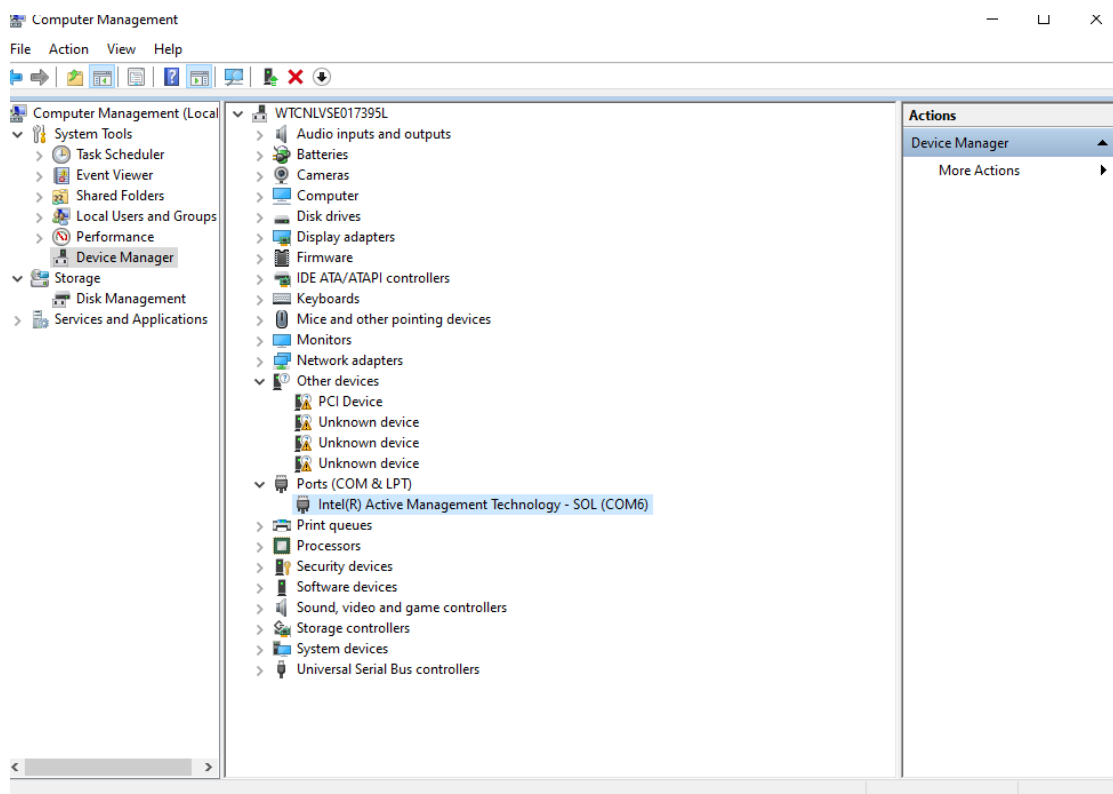 Computer Management
File Action View Help
Computer Management (Local
System Tools
Task Scheduler
Event Viewer
Shared Folders
Local Users and Groups
Performance
Device Manager
Storage
Disk Management
Services and Applications
WTCNLVSE017395L
Audio inputs and outputs
Batteries
Cameras
Computer
Disk drives
Display adapters
Firmware
IDE ATA/ATAPI controllers
Keyboards
Mice and other pointing devices
Monitors
Network adapters
Other devices
PCI Device
Unknown device
Unknown device
Unknown device
Ports (COM & LPT)
Intel(R) Active Management Technology - SOL (COM6)
Print queues
Processors
Security devices
Software devices
Sound, video and game controllers
Storage controllers
System devices
Universal Serial Bus controllers
Actions
Device Manager
More Actions